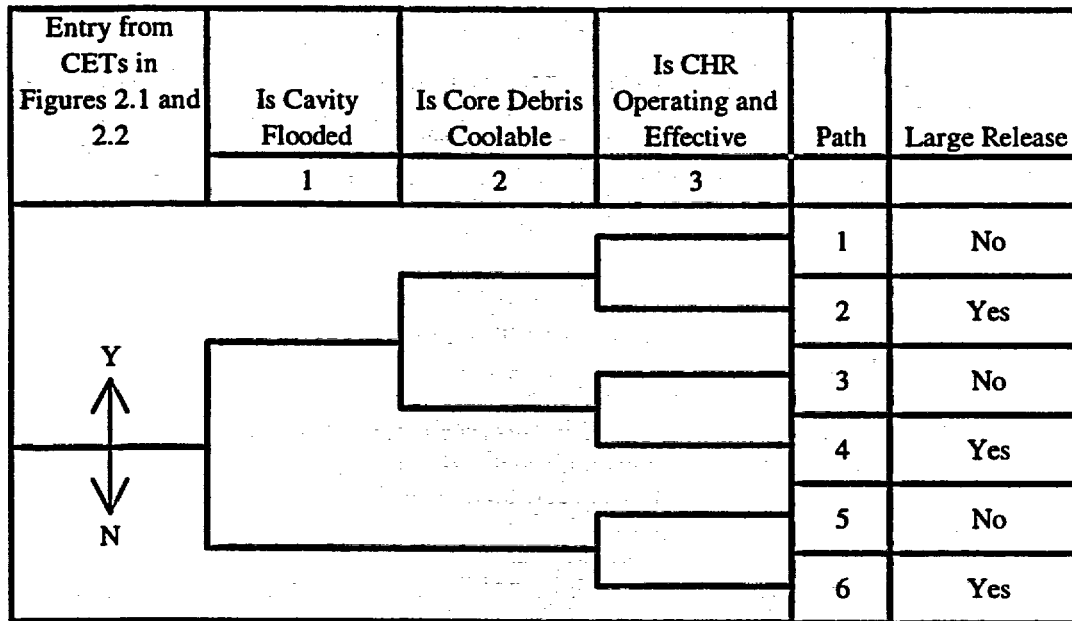 Entry from
CETs in
Figures 2.1 and
2.2
Is Cavity
Flooded
Is Core Debris
Coolable
Is CHR
Operating and
Effective
Path
Large Release
1
2
3
1
No
2
Yes
Y
3
No
4
Yes
N
5
No
6
Yes